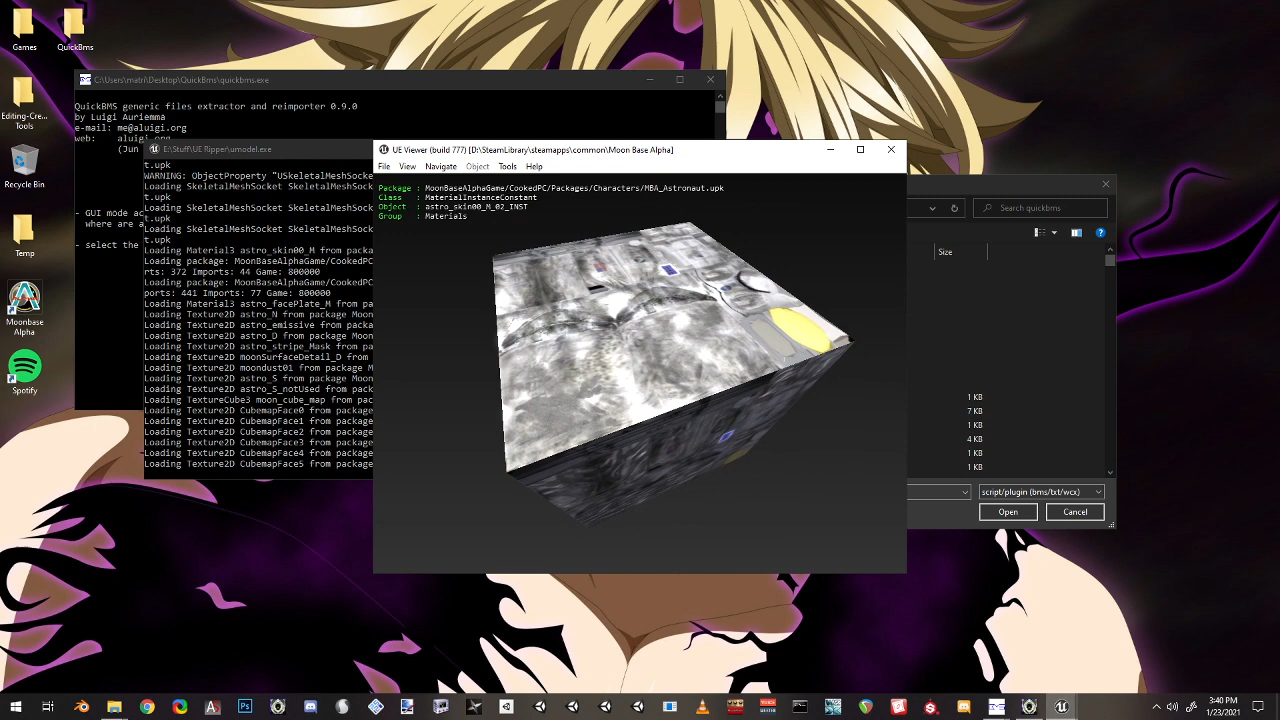 Games
QuickBms
Editing-Cre...
Tools
Recycle Bin
Temp
Moonbase
Alpha
Spotify
C:\Users\matri\Desktop\QuickBms\quickbms.exe
QuickBMS generic files extractor and reimporter 0.9.0
by Luigi Auriemma
e-mail: me@aluigi.org
web:    aluigi.org
(Jun
- GUI mode ac
where are a
- select the
E:\Stuff\UE Ripper\umodel.exe
t.upk
WARNING: ObjectProperty "USkeletalMeshSocke
Loading SkeletalMeshSocket SkeletalMeshSock
t.upk
Loading SkeletalMeshSocket SkeletalMeshSock
t.upk
Loading SkeletalMeshSocket SkeletalMeshSock
t.upk
Loading Material3 astro_skin00_M from packa
Loading package: MoonBaseAlphaGame/CookedPC
rts: 372 Imports: 44 Game: 800000
Loading package: MoonBaseAlphaGame/CookedPC
ports: 441 Imports: 77 Game: 800000
Loading Material3 astro_facePlate_M from pa
Loading Texture2D astro_N from package Moon
Loading Texture2D astro_emissive from packa
Loading Texture2D astro_D from package Moon
Loading Texture2D astro_stripe_Mask from pa
Loading Texture2D moonSurfaceDetail_D from
Loading Texture2D moondust01 from package M
Loading Texture2D astro_S from package Moon
Loading Texture2D astro_S_notUsed from pack
Loading TextureCube3 moon_cube_map from pac
Loading Texture2D CubemapFace0 from package
Loading Texture2D CubemapFace1 from package
Loading Texture2D CubemapFace2 from package
Loading Texture2D CubemapFace3 from package
Loading Texture2D CubemapFace4 from package
Loading Texture2D CubemapFace5 from package
UE Viewer (build 777) [D:\SteamLibrary\steamapps\common\Moon Base Alpha]
File View Navigate Object Tools Help
Package : MoonBaseAlphaGame/CookedPC/Packages/Characters/MBA_Astronaut.upk
Class : MaterialInstanceConstant
Object : astro_skin00_M_02_INST
Group : Materials
Search quickbms
Size
1 KB
7 KB
1 KB
4 KB
1 KB
1 KB
script/plugin (bms/txt/wcx)
Open Cancel
3:40 PM
1/23/2021